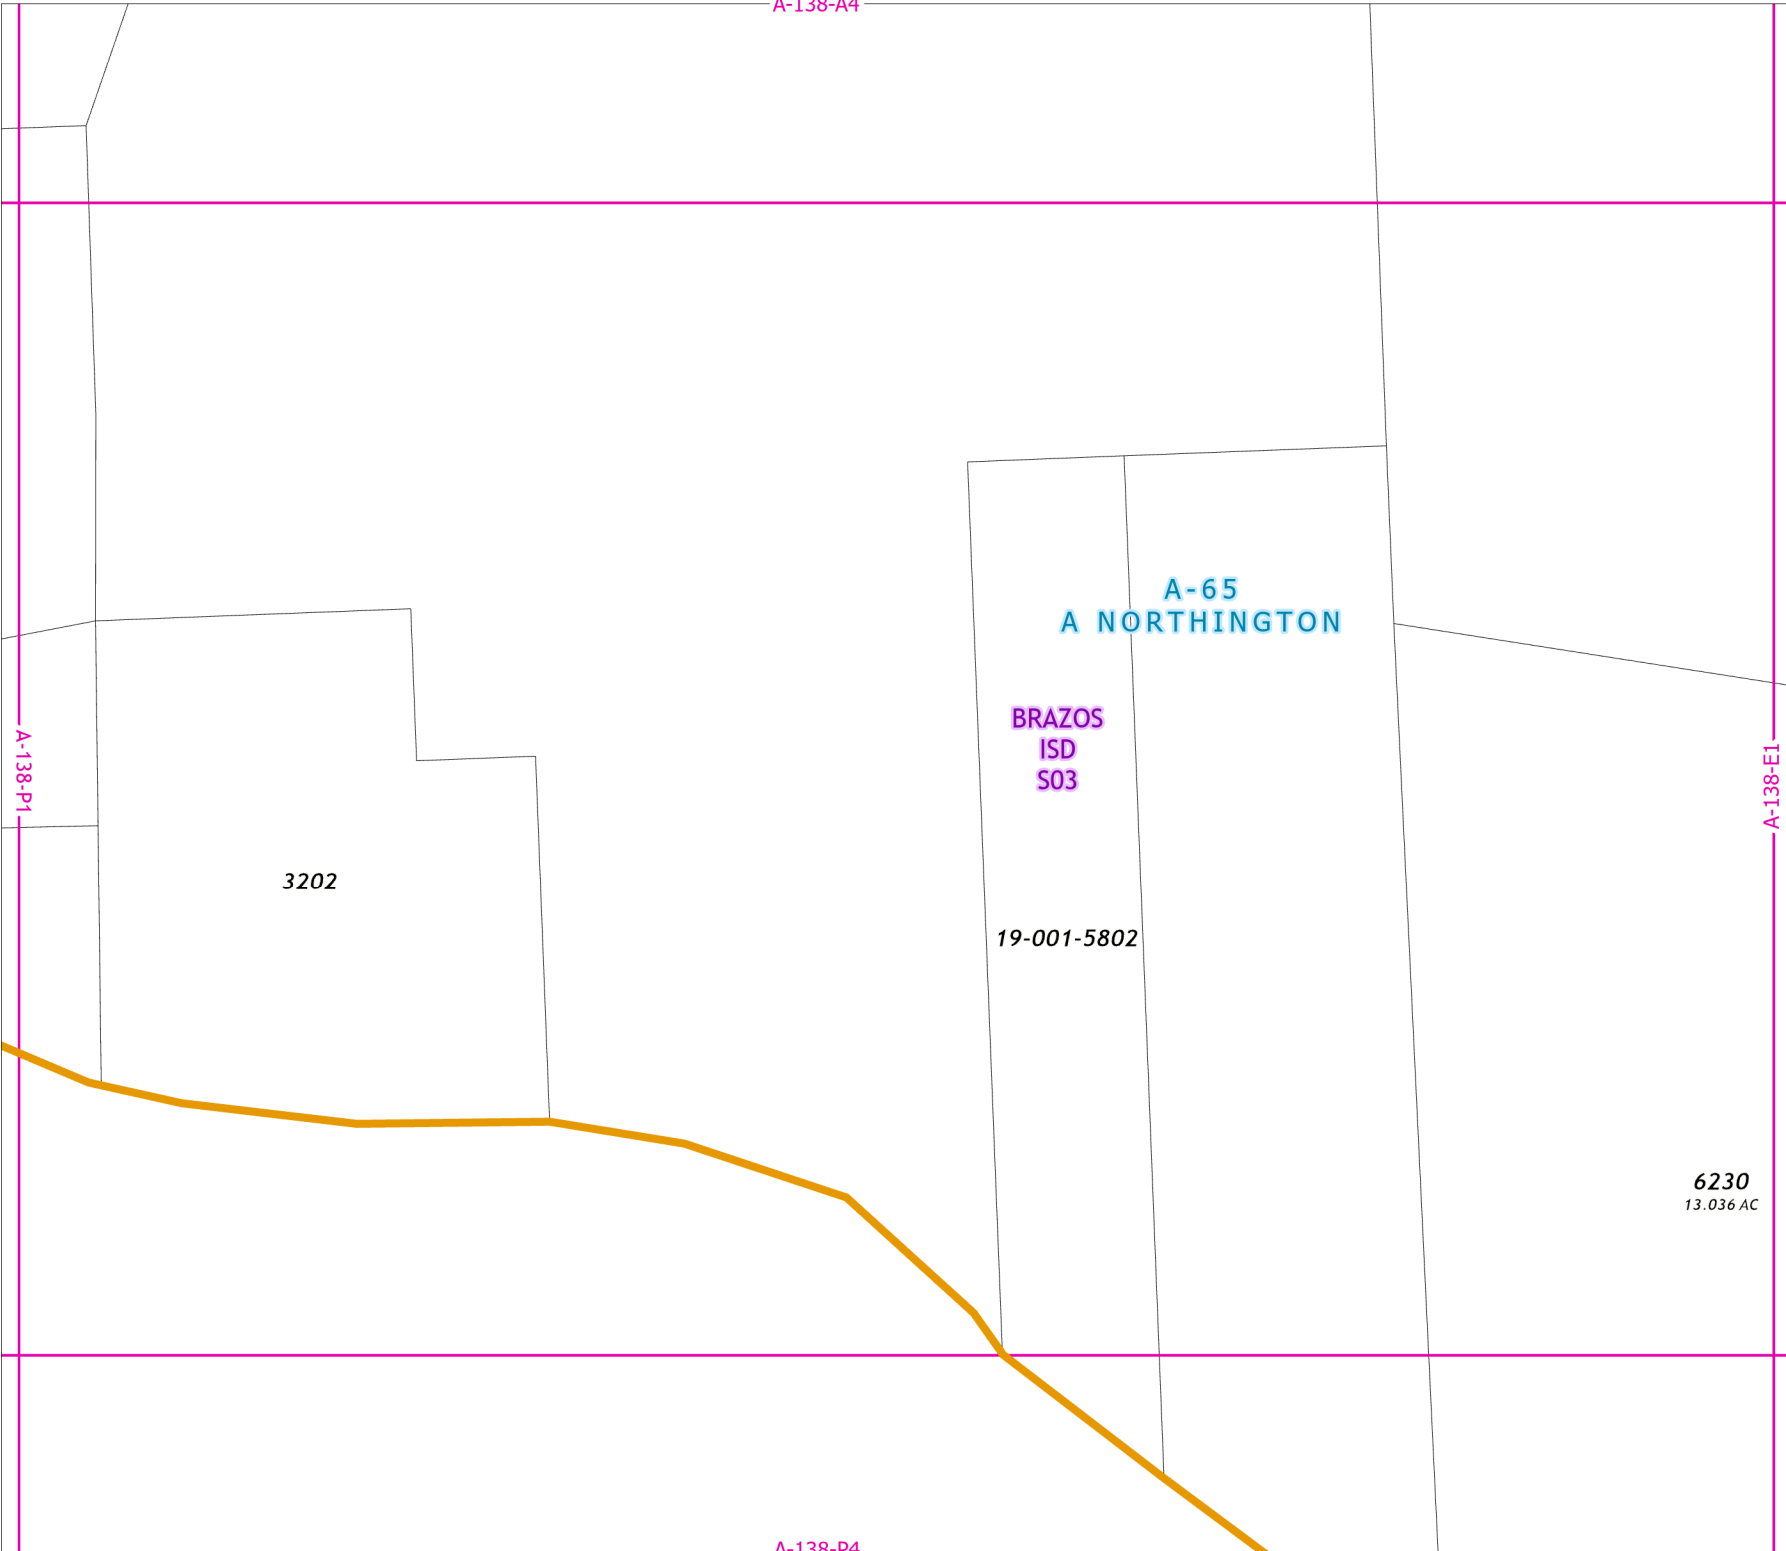 A-138-A4
A-65
A NORTHINGTON
BRAZOS
ISD
S03
A-138-P1
A-138-E1
3202
19-001-5802
6230
13.036 AC
A-138-P4